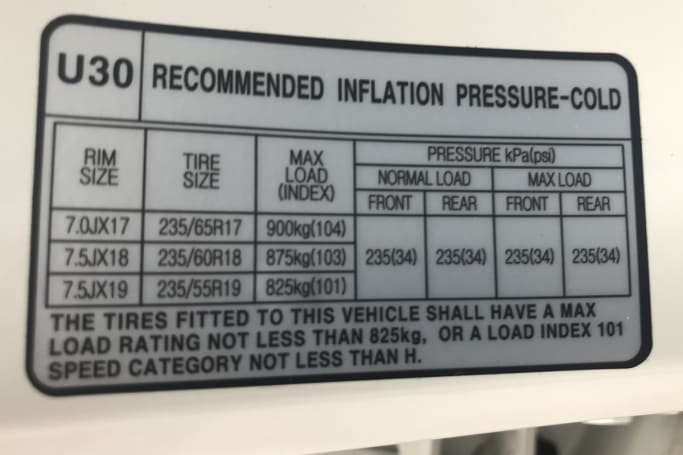 U30 RECOMMENDED INFLATION PRESSURE-COLD
RIM SIZE TIRE SIZE MAX LOAD (INDEX) PRESSURE kPa(psi)
NORMAL LOAD MAX LOAD
FRONT REAR FRONT REAR
7.0JX17 235/65R17 900kg(104)
7.5JX18 235/60R18 875kg(103) 235(34) 235(34) 235(34) 235(34)
7.5JX19 235/55R19 825kg(101)
THE TIRES FITTED TO THIS VEHICLE SHALL HAVE A MAX
LOAD RATING NOT LESS THAN 825kg, OR A LOAD INDEX 101
SPEED CATEGORY NOT LESS THAN H.